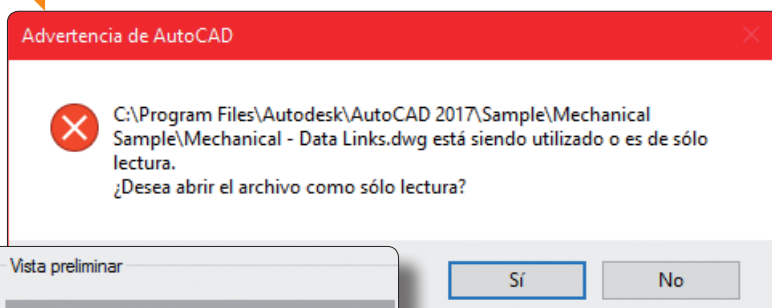 Advertencia de AutoCAD
C:\Program Files\Autodesk\AutoCAD 2017\Sample\Mechanical
Sample\Mechanical - Data Links.dwg está siendo utilizado o es de sólo
lectura.
¿Desea abrir el archivo como sólo lectura?
Vista preliminar
Sí
No